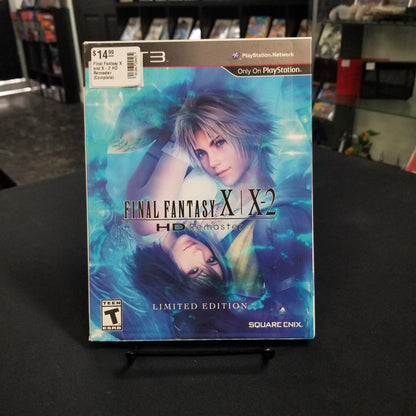 $14.99
Final Fantasy X
and X-2 HD
Remaster
(Complete)
PS3
PlayStation Network
Only On PlayStation.
FINAL FANTASY X | X-2
HD Remaster
LIMITED EDITION
TEEN
T
ESRB
SQUARE ENIX.